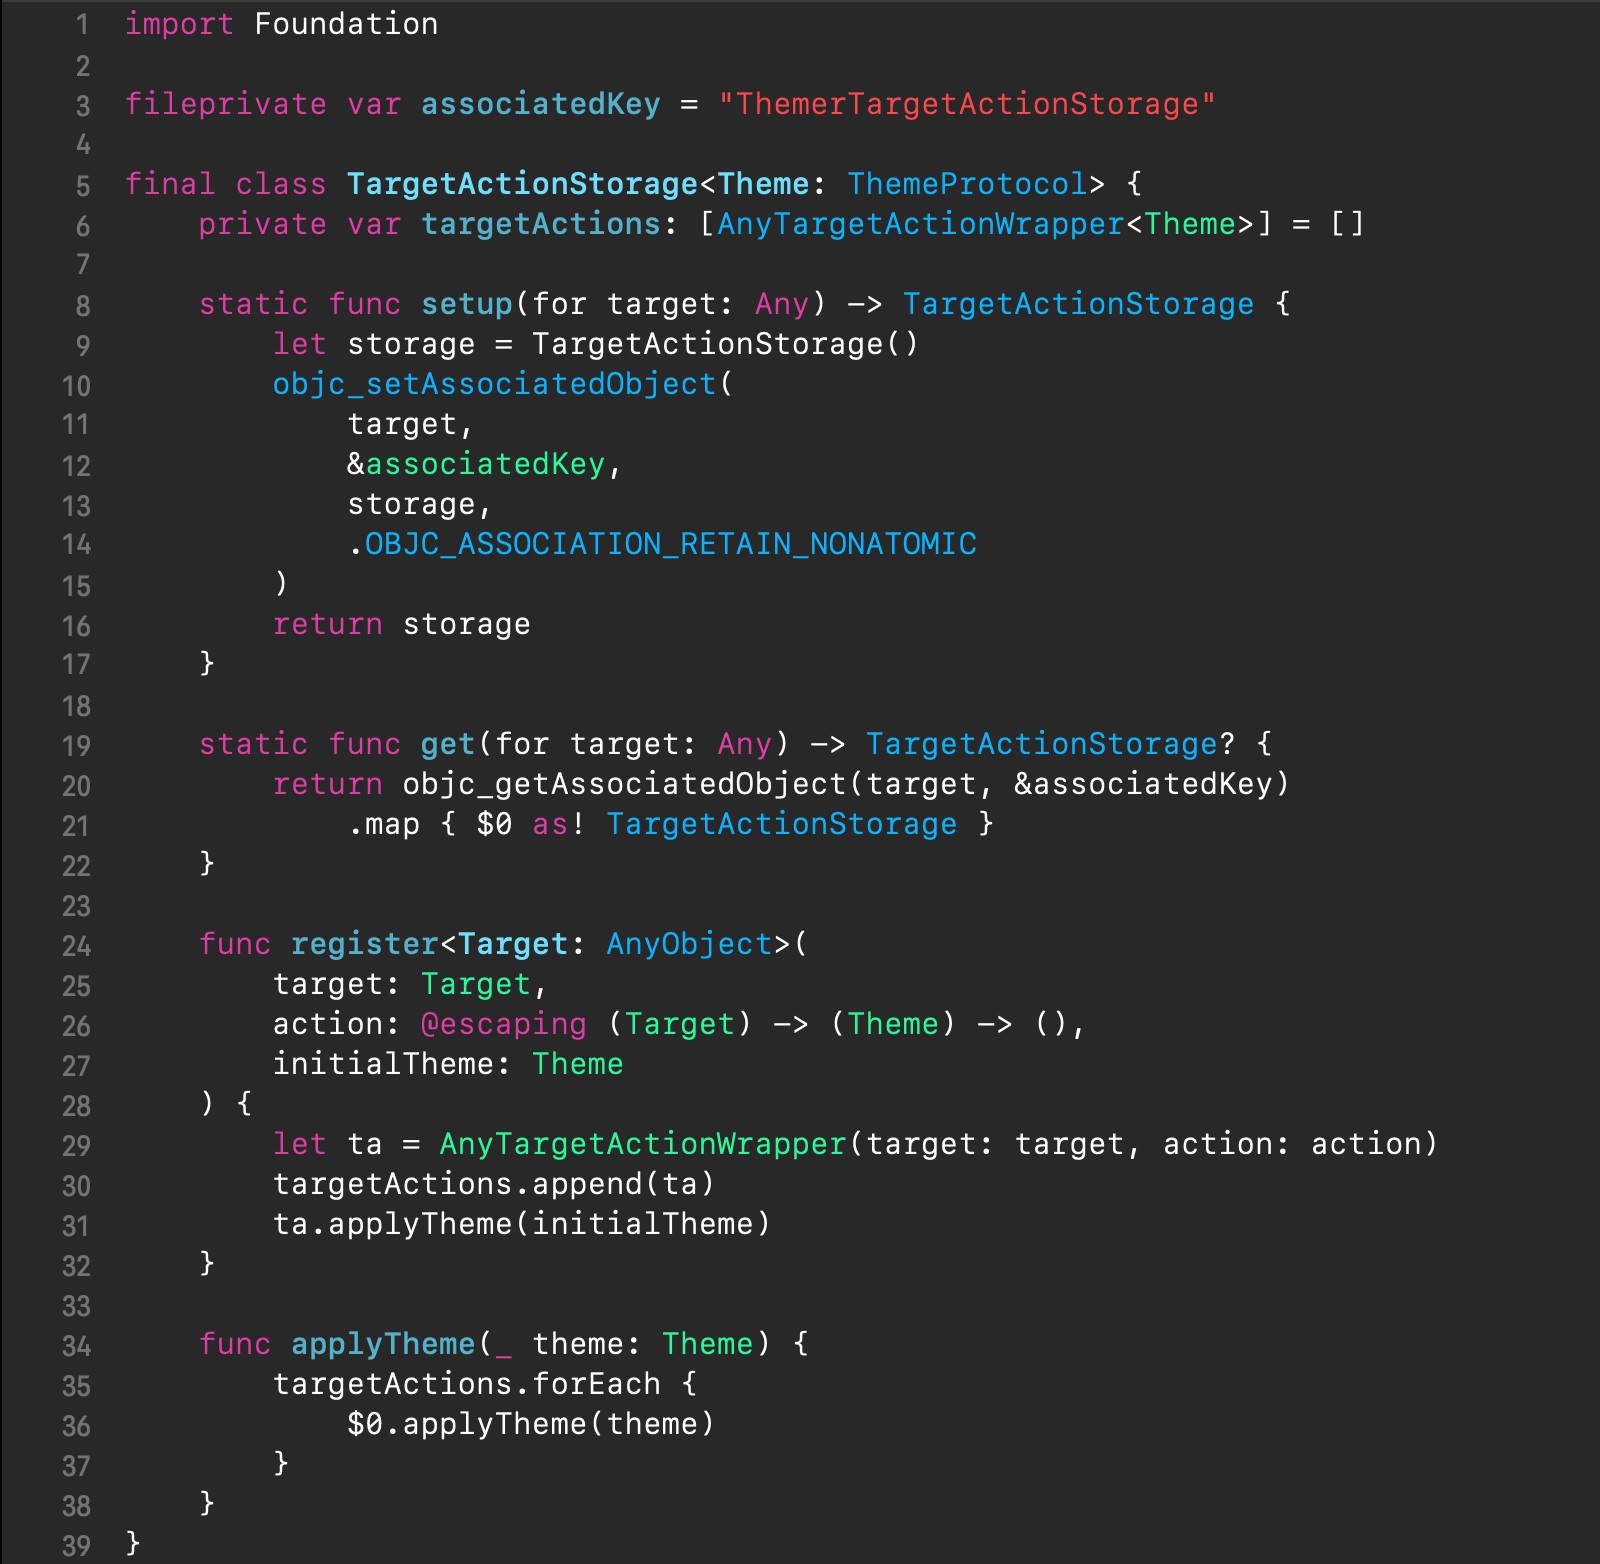 1 import Foundation
2
3 fileprivate var associatedKey = "ThemerTargetActionStorage"
4
5 final class TargetActionStorage<Theme: ThemeProtocol> {
6     private var targetActions: [AnyTargetActionWrapper<Theme>] = []
7
8     static func setup(for target: Any) -> TargetActionStorage {
9         let storage = TargetActionStorage()
10         objc_setAssociatedObject(
11             target,
12             &associatedKey,
13             storage,
14             .OBJC_ASSOCIATION_RETAIN_NONATOMIC
15         )
16         return storage
17     }
18
19     static func get(for target: Any) -> TargetActionStorage? {
20         return objc_getAssociatedObject(target, &associatedKey)
21             .map { $0 as! TargetActionStorage }
22     }
23
24     func register<Target: AnyObject>(
25         target: Target,
26         action: @escaping (Target) -> (Theme) -> (),
27         initialTheme: Theme
28     ) {
29         let ta = AnyTargetActionWrapper(target: target, action: action)
30         targetActions.append(ta)
31         ta.applyTheme(initialTheme)
32     }
33
34     func applyTheme(_ theme: Theme) {
35         targetActions.forEach {
36             $0.applyTheme(theme)
37         }
38     }
39 }